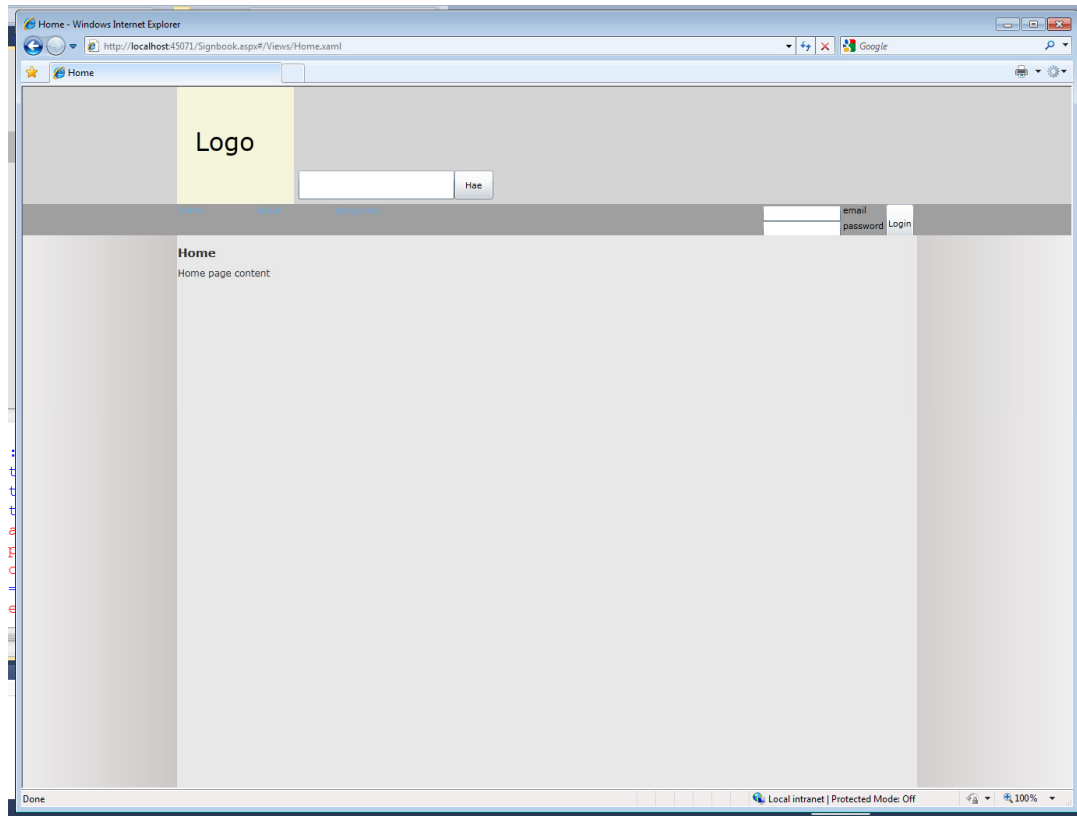 Home - Windows Internet Explorer
http://localhost:45071/Signbook.aspx#/Views/Home.xaml
Google
Home
Logo
Hae
email
password
Login
Home
Home page content
Done
Local intranet | Protected Mode: Off
100%